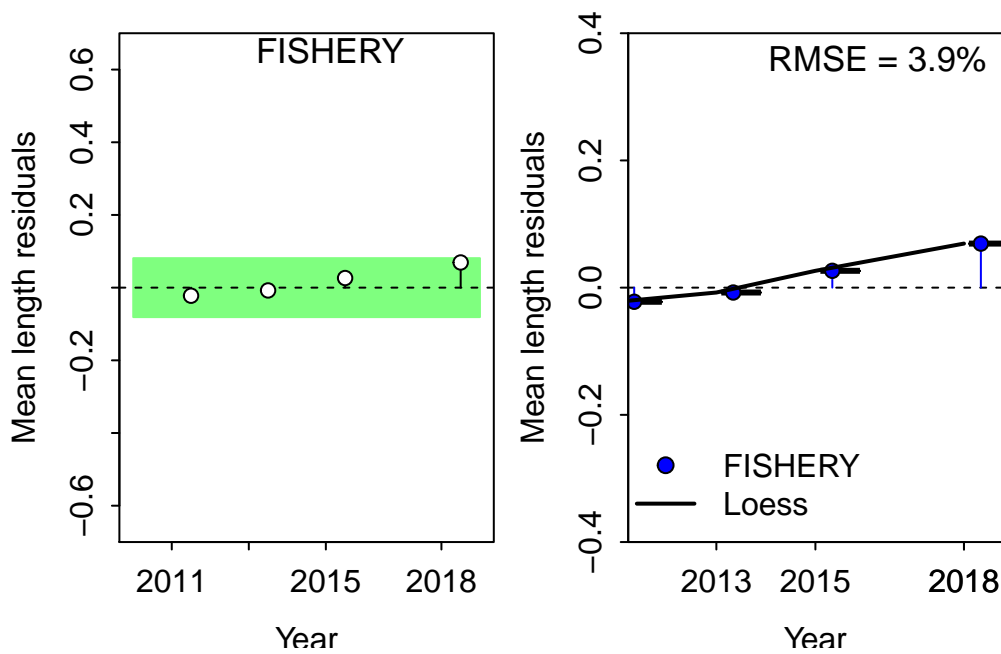 FISHERY
Mean length residuals
0.6
0.4
0.2
−0.2
−0.6
2011
2015
2018
Year
RMSE = 3.9%
Mean length residuals
0.4
0.2
0.0
−0.2
−0.4
FISHERY
Loess
2013
2015
2018
Year